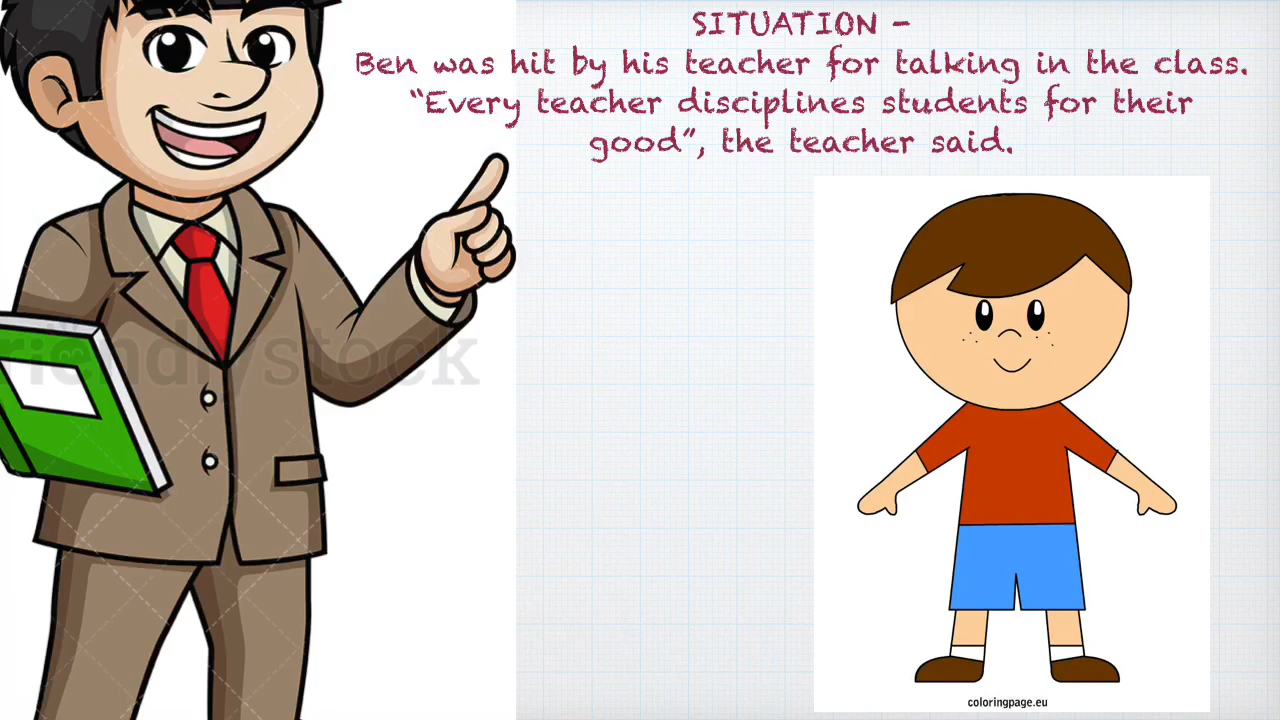 SITUATION -
Ben was hit by his teacher for talking in the class.
“Every teacher disciplines students for their
good”, the teacher said.
riendlystock
coloringpage.eu